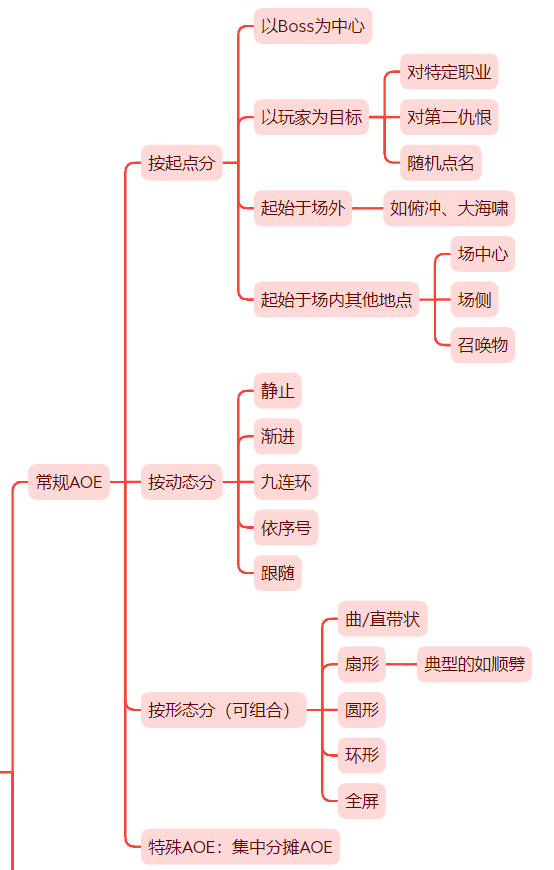 以Boss为中心
对特定职业
以玩家为目标
对第二仇恨
随机点名
按起点分
起始于场外
如俯冲、大海啸
场中心
起始于场内其他地点
场侧
召唤物
静止
渐进
常规AOE
按动态分
九连环
依序号
跟随
曲/直带状
扇形
典型的如顺劈
按形态分（可组合）
圆形
环形
全屏
特殊AOE：集中分摊AOE